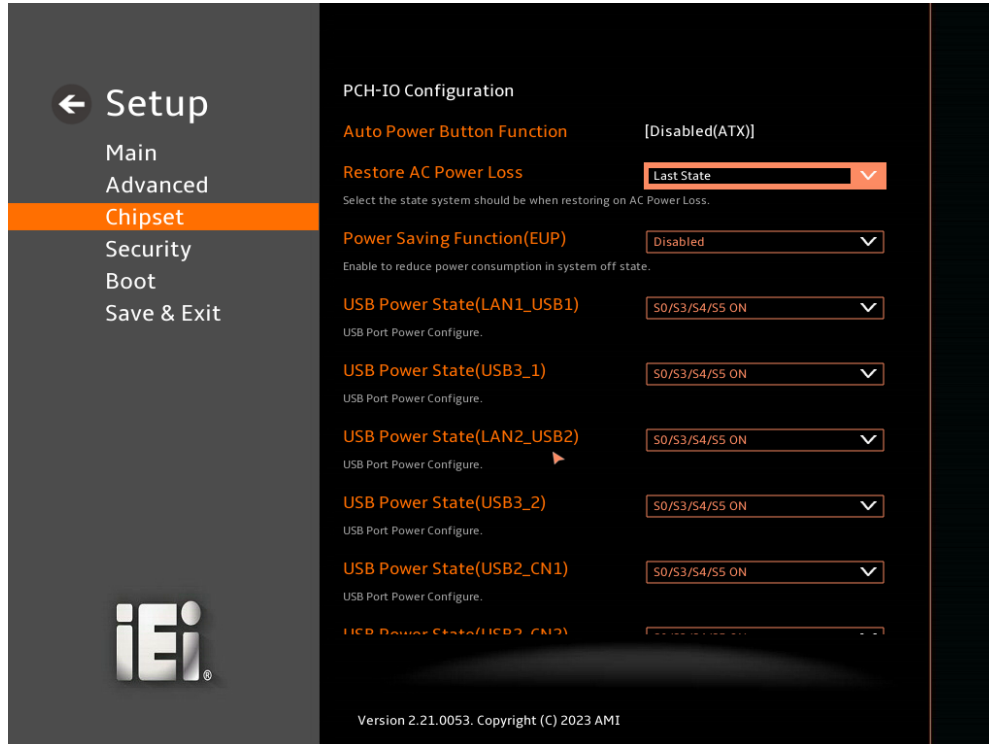 Setup
Main
Advanced
Chipset
Security
Boot
Save & Exit
iEi®
PCH-IO Configuration
Auto Power Button Function [Disabled(ATX)]
Restore AC Power Loss Last State
Select the state system should be when restoring on AC Power Loss.
Power Saving Function(EUP) Disabled
Enable to reduce power consumption in system off state.
USB Power State(LAN1_USB1) S0/S3/S4/S5 ON
USB Port Power Configure.
USB Power State(USB3_1) S0/S3/S4/S5 ON
USB Port Power Configure.
USB Power State(LAN2_USB2) S0/S3/S4/S5 ON
USB Port Power Configure.
USB Power State(USB3_2) S0/S3/S4/S5 ON
USB Port Power Configure.
USB Power State(USB2_CN1) S0/S3/S4/S5 ON
USB Port Power Configure.
USB Power State(USB2_CN2)
Version 2.21.0053. Copyright (C) 2023 AMI